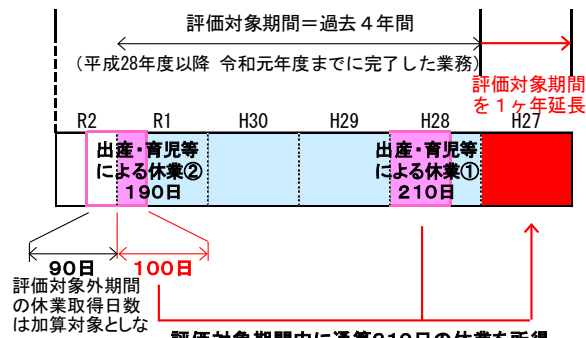 評価対象期間＝過去４年間
（平成28年度以降 令和元年度までに完了した業務）
評価対象期間
を１ヶ年延長
R2 R1 H30 H29 H28 H27
出産・育児等
による休業②
190日
出産・育児等
による休業①
210日
90日
100日
評価対象外期間
の休業取得日数
は加算対象としな